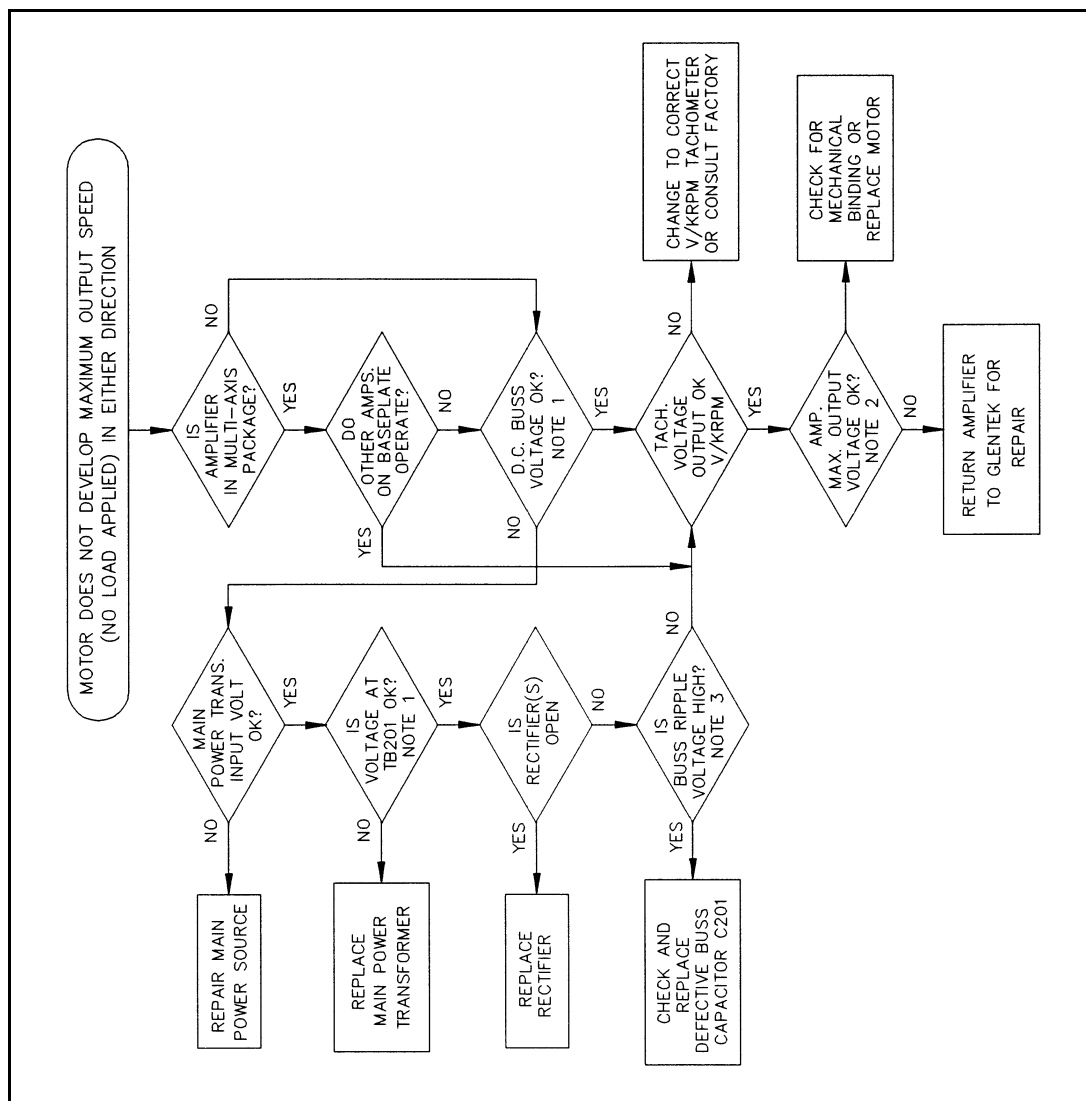 MOTOR DOES NOT DEVELOP MAXIMUM OUTPUT SPEED
(NO LOAD APPLIED) IN EITHER DIRECTION
IS
AMPLIFIER
IN MULTI-AXIS
PACKAGE?
NO
YES
DO
OTHER AMPS.
ON BASEPLATE
OPERATE?
YES
NO
D.C. BUSS
VOLTAGE OK?
NOTE 1
NO
YES
TACH.
VOLTAGE
OUTPUT OK
V/KRPM
NO
YES
CHANGE TO CORRECT
V/KRPM TACHOMETER
OR CONSULT FACTORY
AMP.
MAX. OUTPUT
VOLTAGE OK?
NOTE 2
NO
CHECK FOR
MECHANICAL
BINDING OR
REPLACE MOTOR
RETURN AMPLIFIER
TO GLENTEK FOR
REPAIR
MAIN
POWER TRANS.
INPUT VOLT
OK?
NO
YES
REPAIR MAIN
POWER SOURCE
IS
VOLTAGE AT
TB201 OK?
NOTE 1
NO
YES
REPLACE
MAIN POWER
TRANSFORMER
IS
RECTIFIER(S)
OPEN
YES
NO
REPLACE
RECTIFIER
IS
BUSS RIPPLE
VOLTAGE HIGH?
NOTE 3
YES
NO
CHECK AND
REPLACE
DEFECTIVE BUSS
CAPACITOR C201